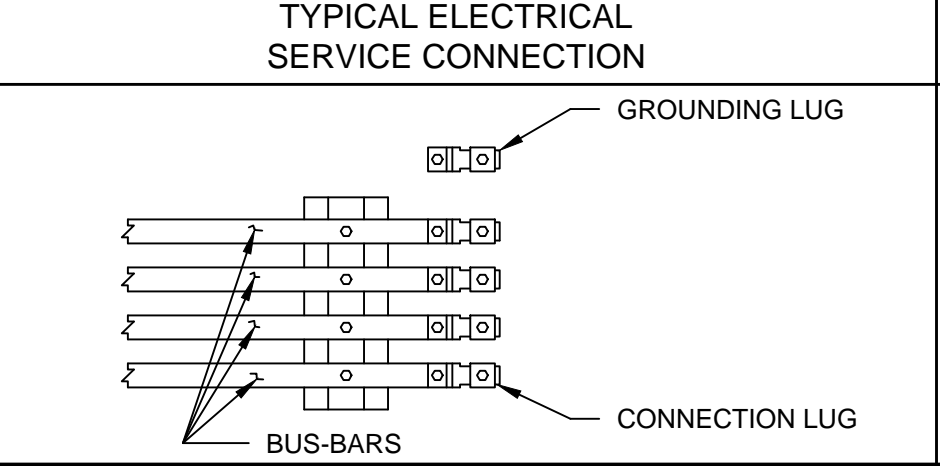 TYPICAL ELECTRICAL
SERVICE CONNECTION
GROUNDING LUG
CONNECTION LUG
BUS-BARS